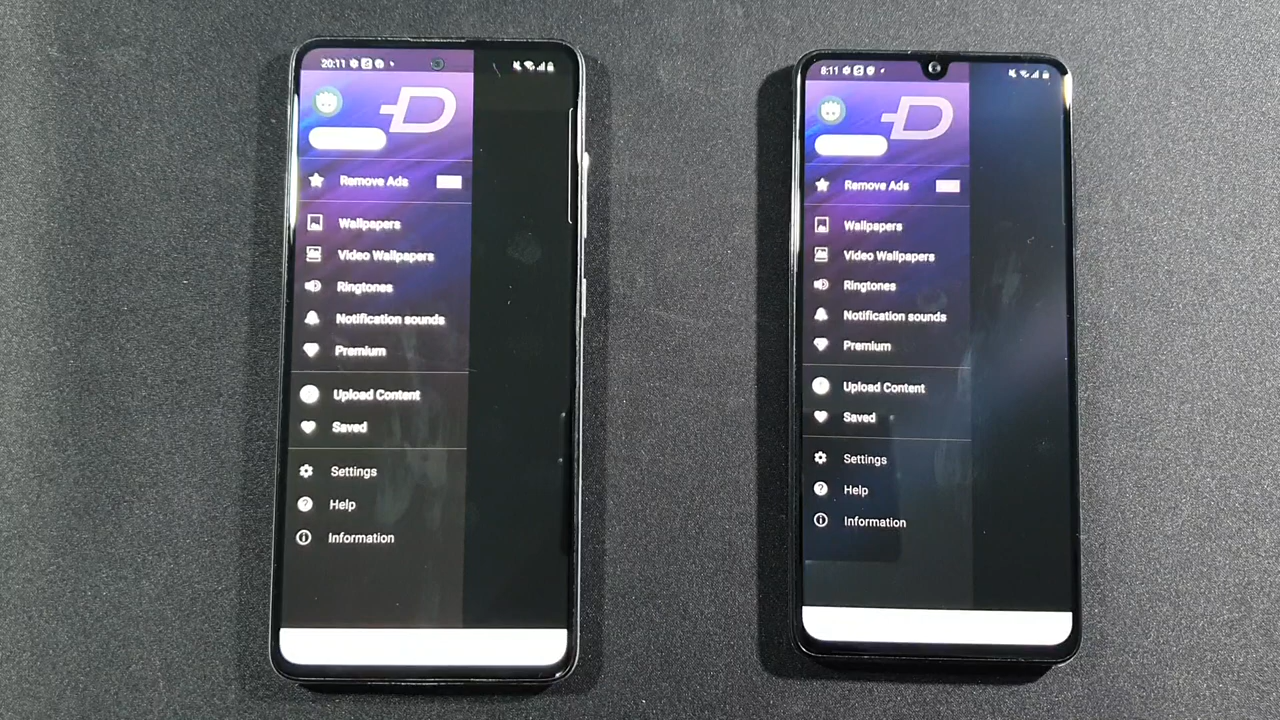 20:11
Remove Ads
Wallpapers
Video Wallpapers
Ringtones
Notification sounds
Premium
Upload Content
Saved
Settings
Help
Information
8:11
Remove Ads
Wallpapers
Video Wallpapers
Ringtones
Notification sounds
Premium
Upload Content
Saved
Settings
Help
Information